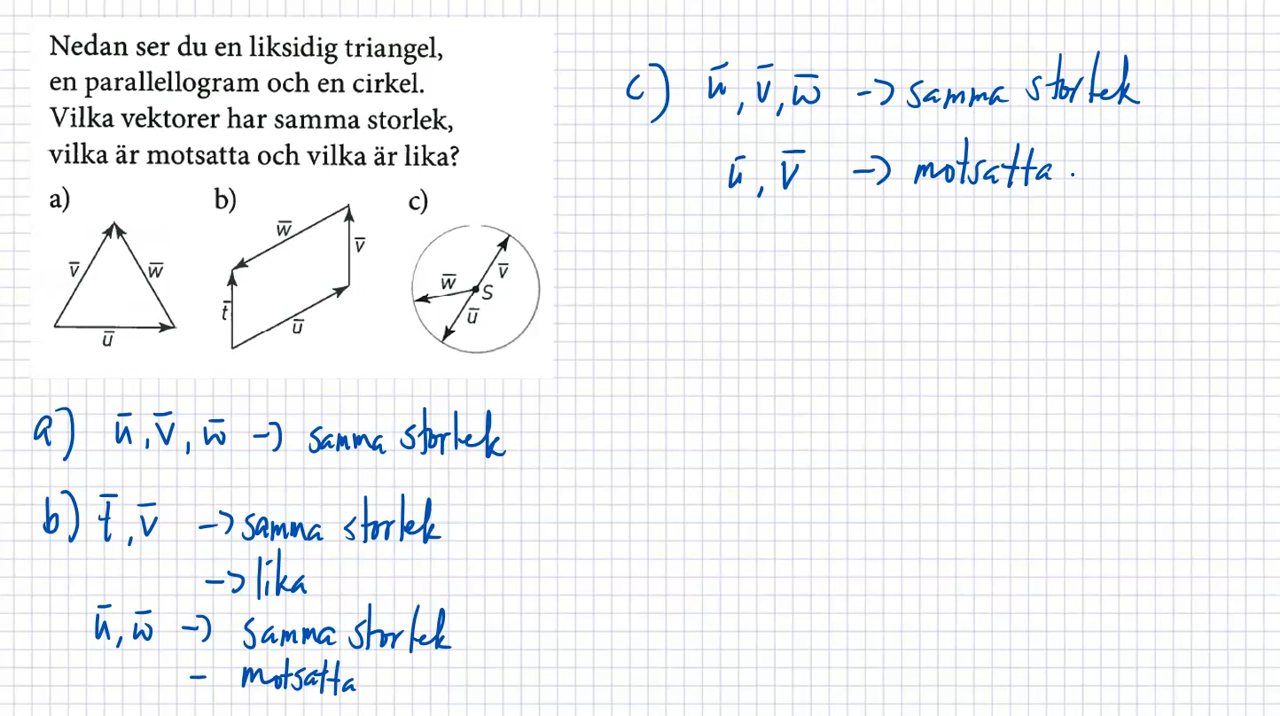 Nedan ser du en liksidig triangel,
en parallellogram och en cirkel.
Vilka vektorer har samma storlek,
vilka är motsatta och vilka är lika?
a) b) c)
v̅ w̅ u̅
w̅ v̅ t̅ u̅
w̅ v̅ S u̅
a) u̅, v̅, w̅ -> samma storlek
b) t̅, v̅ -> samma storlek
-> lika
u̅, w̅ -> samma storlek
- motsatta
c) u̅, v̅, w̅ -> samma storlek
u̅, v̅ -> motsatta.